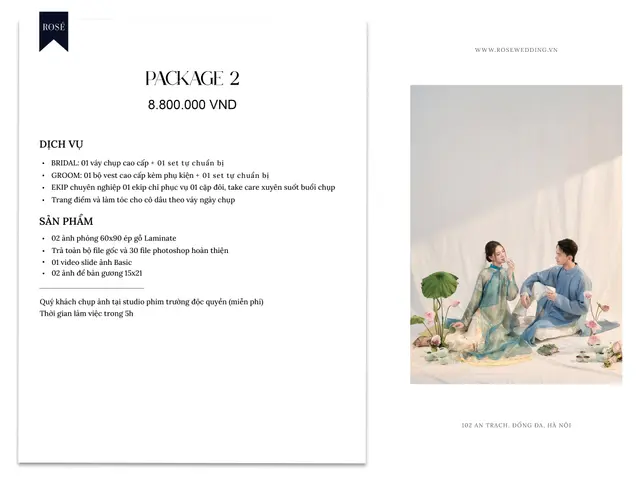 ROSÉ
PACKAGE 2
8.800.000 VND
DỊCH VỤ
• BRIDAL: 01 váy chụp cao cấp + 01 set tự chuẩn bị
• GROOM: 01 bộ vest cao cấp kèm phụ kiện + 01 set tự chuẩn bị
• EKIP chuyên nghiệp 01 ekip chỉ phục vụ 01 cặp đôi, take care xuyên suốt buổi chụp
• Trang điểm và làm tóc cho cô dâu theo váy ngày chụp
SẢN PHẨM
• 02 ảnh phóng 60x90 ép gỗ Laminate
• Trả toàn bộ file gốc và 30 file photoshop hoàn thiện
• 01 video slide ảnh Basic
• 02 ảnh để bàn gương 15x21
Quý khách chụp ảnh tại studio phim trường độc quyền (miễn phí)
Thời gian làm việc trong 5h
WWW.ROSEWEDDING.VN
102 AN TRẠCH, ĐỐNG ĐA, HÀ NỘI